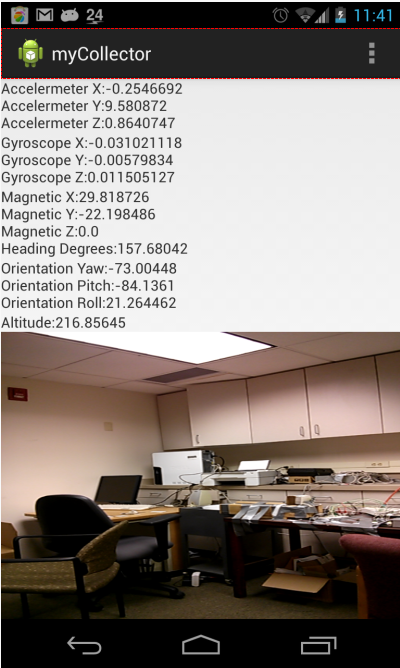 24
11:41
myCollector
Accelermeter X:-0.2546692
Accelermeter Y:9.580872
Accelermeter Z:0.8640747
Gyroscope X:-0.031021118
Gyroscope Y:-0.00579834
Gyroscope Z:0.011505127
Magnetic X:29.818726
Magnetic Y:-22.198486
Magnetic Z:0.0
Heading Degrees:157.68042
Orientation Yaw:-73.00448
Orientation Pitch:-84.1361
Orientation Roll:21.264462
Altitude:216.85645